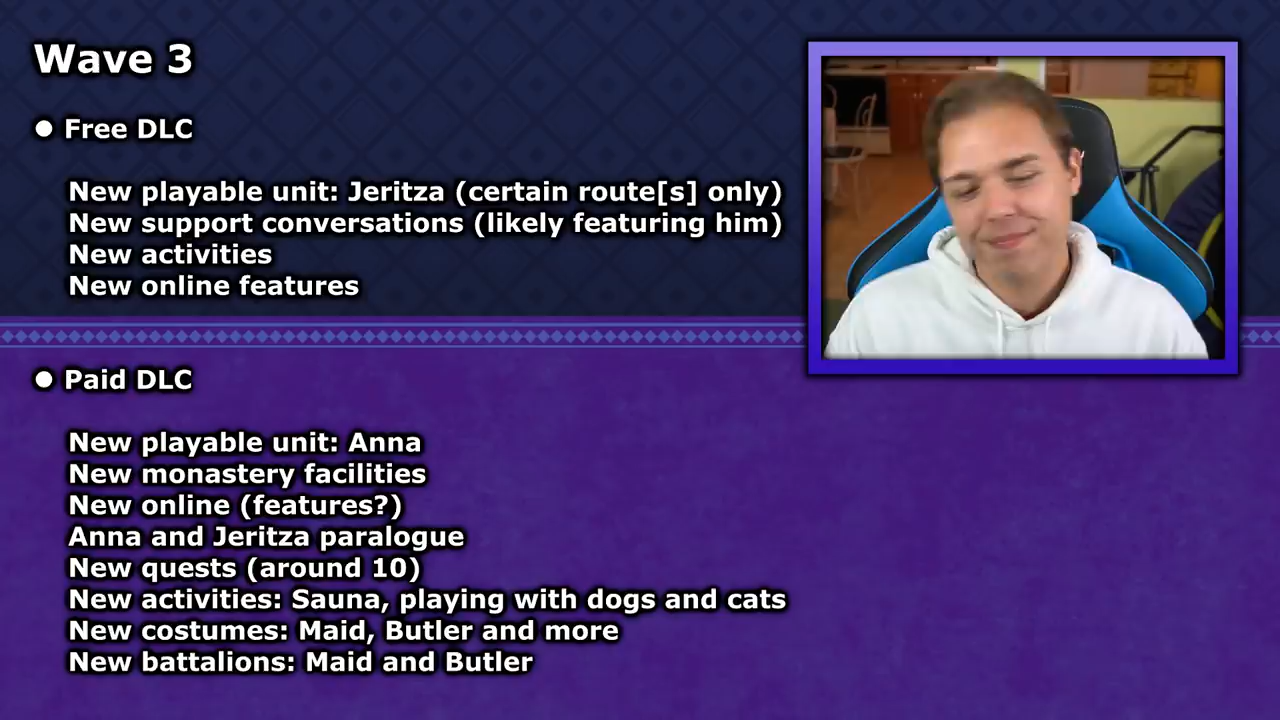 Wave 3
● Free DLC
New playable unit: Jeritza (certain route[s] only)
New support conversations (likely featuring him)
New activities
New online features
● Paid DLC
New playable unit: Anna
New monastery facilities
New online (features?)
Anna and Jeritza paralogue
New quests (around 10)
New activities: Sauna, playing with dogs and cats
New costumes: Maid, Butler and more
New battalions: Maid and Butler